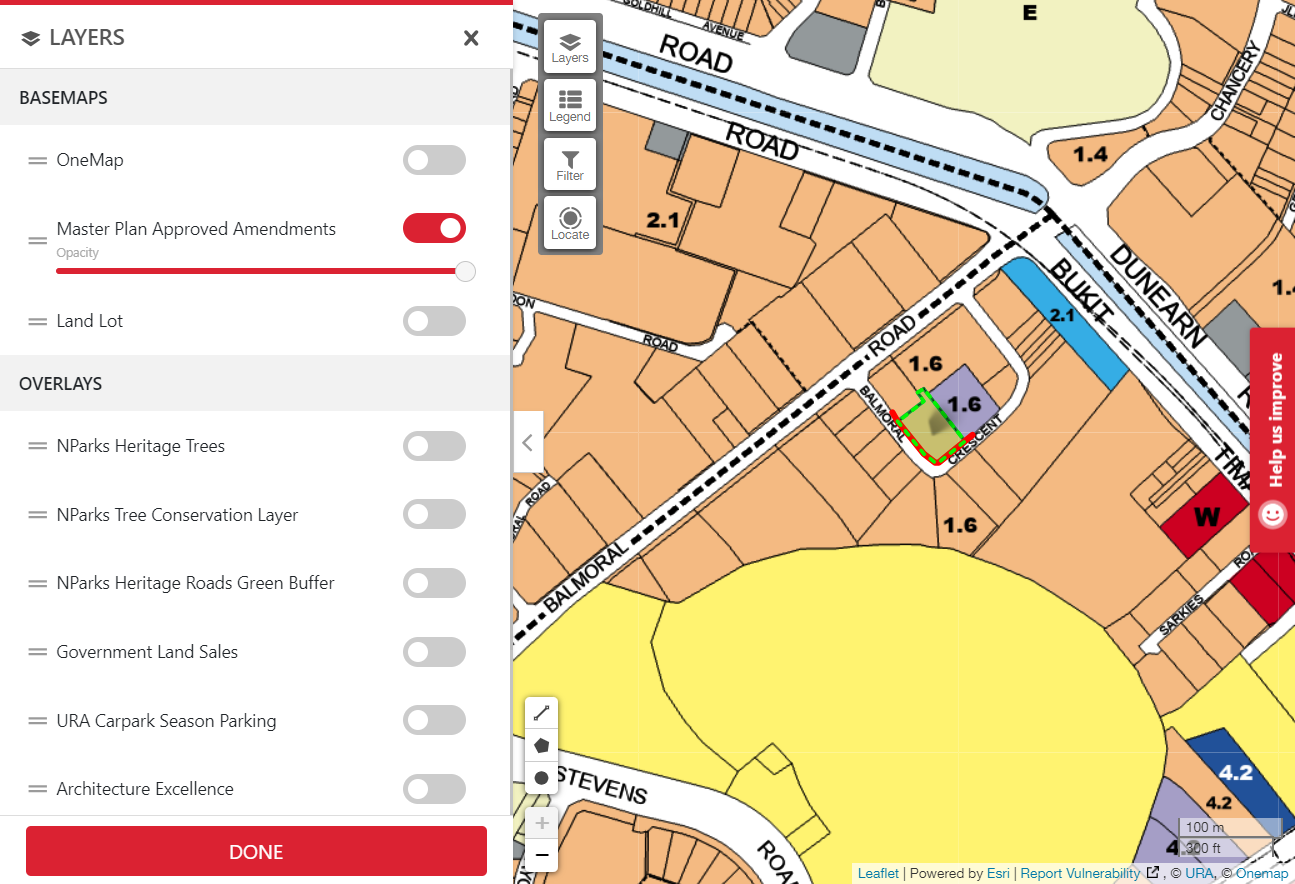 LAYERS
BASEMAPS
OneMap
Master Plan Approved Amendments
Opacity
Land Lot
OVERLAYS
NParks Heritage Trees
NParks Tree Conservation Layer
NParks Heritage Roads Green Buffer
Government Land Sales
URA Carpark Season Parking
Architecture Excellence
DONE
Layers
Legend
Filter
Locate
GOLDHILL
AVENUE
ROAD
E
CHANCERY
ROAD
1.4
2.1
DUNEARN
BUKIT
1.4
2.1
ROAD
ROAD
1.6
1.6
BALMORAL
CRESCENT
Help us improve
TIMA
ROAD
W
1.6
BALMORAL
SARKIES
STEVENS
ROAD
4.2
4.2
100 m
300 ft
Leaflet | Powered by Esri | Report Vulnerability , © URA, © Onemap